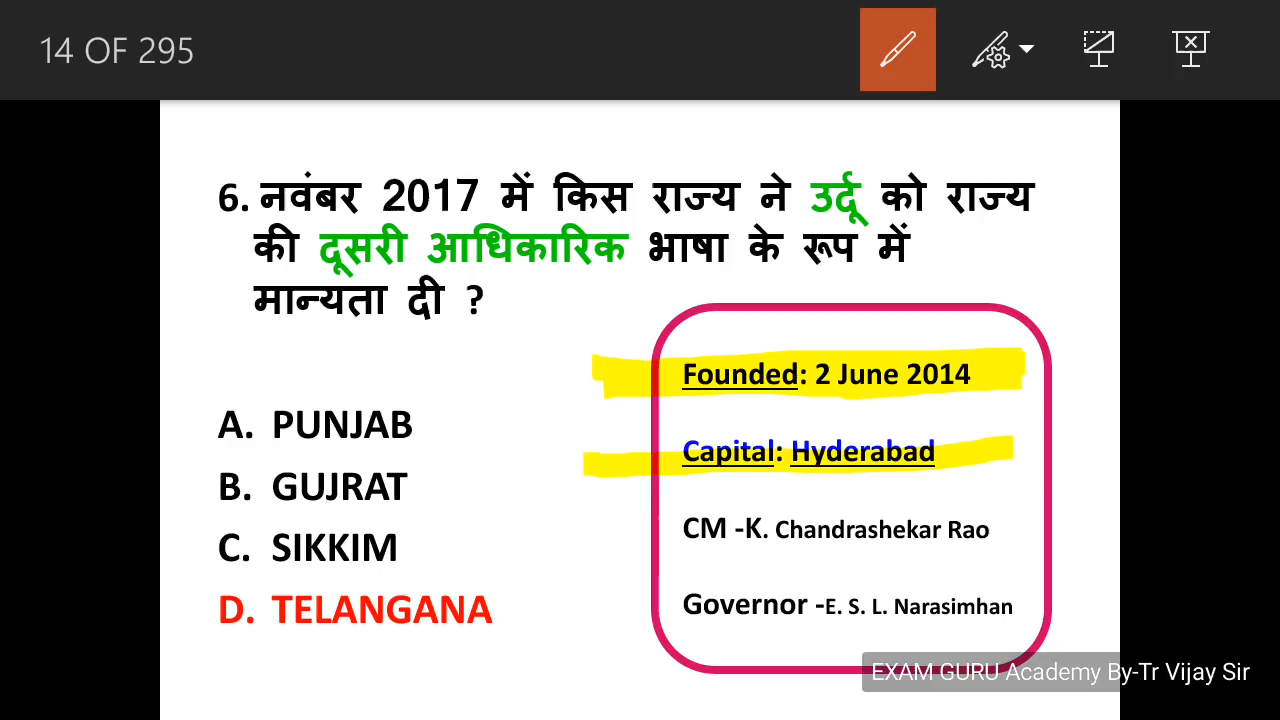 14 OF 295
6. नवंबर 2017 में किस राज्य ने उर्दू को राज्य
की दूसरी आधिकारिक भाषा के रूप में
मान्यता दी ?
A. PUNJAB
B. GUJRAT
C. SIKKIM
D. TELANGANA
Founded: 2 June 2014
Capital: Hyderabad
CM -K. Chandrashekar Rao
Governor -E. S. L. Narasimhan
EXAM GURU Academy By-Tr Vijay Sir